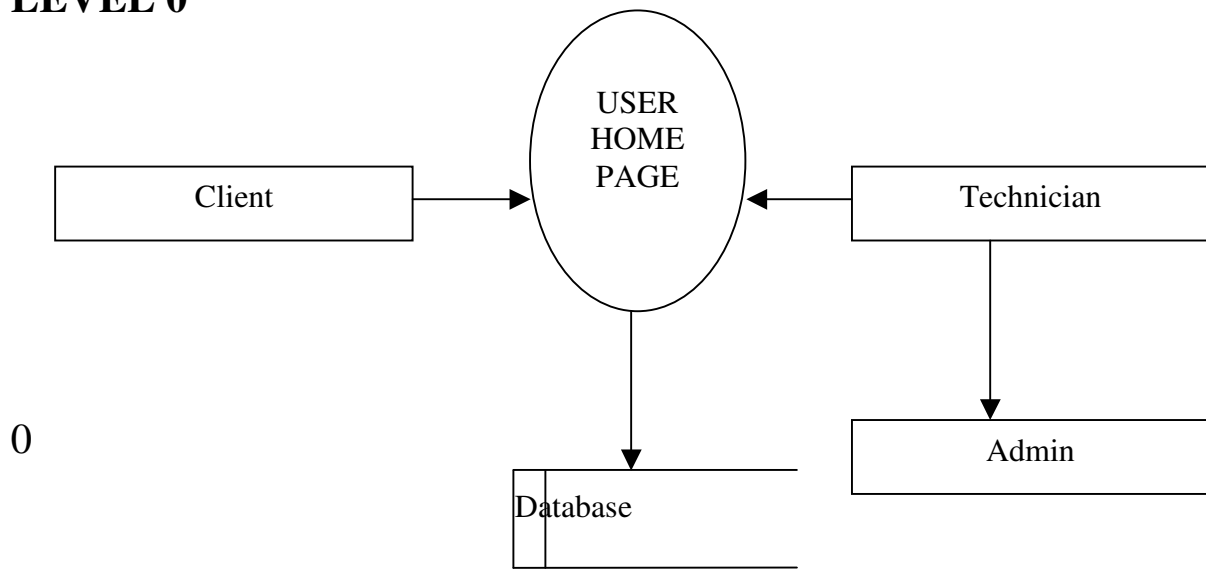 LEVEL 0
USER
HOME
PAGE
Client
Technician
0
Admin
Database